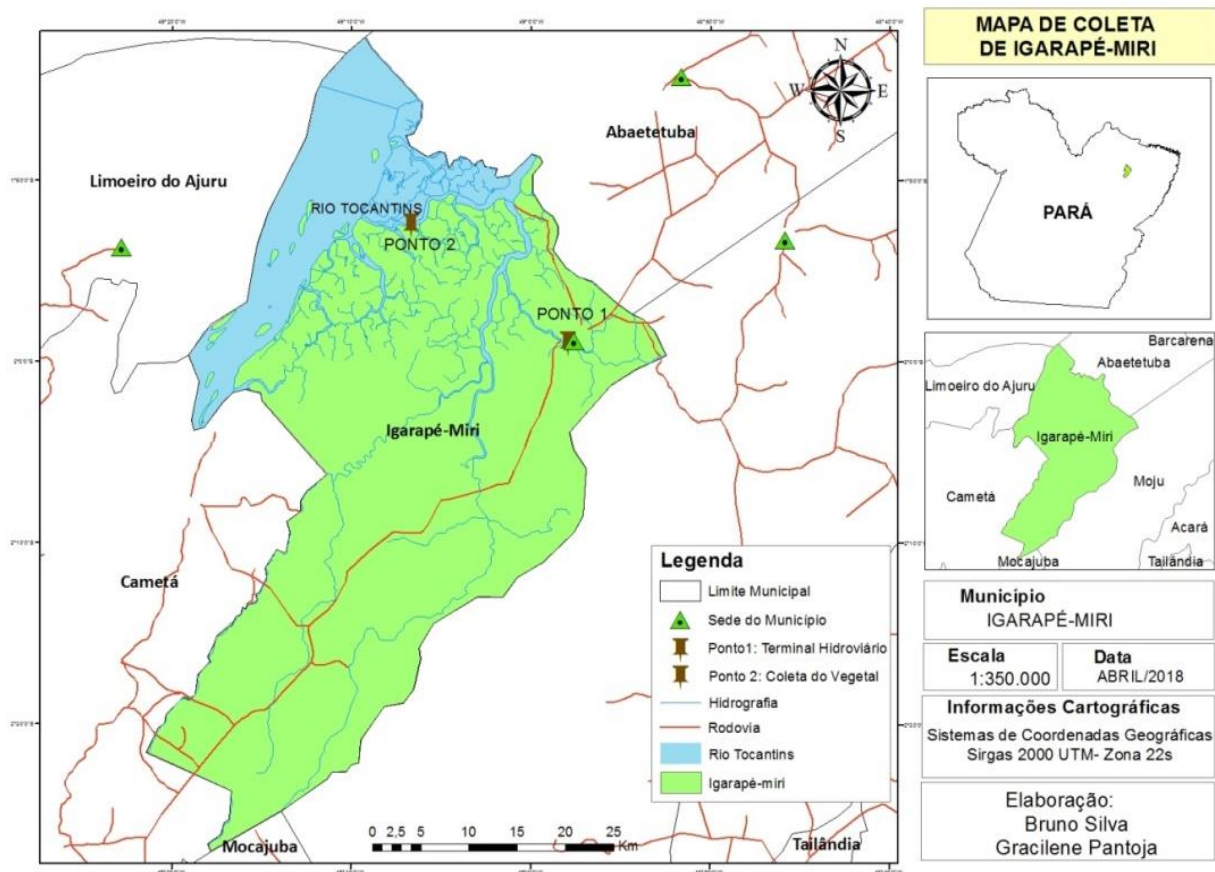 MAPA DE COLETA
DE IGARAPÉ-MIRI
N
W
E
S
Abaetetuba
Limoeiro do Ajuru
RIO TOCANTINS
PONTO 2
PONTO 1
Igarapé-Miri
Cametá
Mocajuba
Tailândia
0 2,5 5 10 15 20 25
Km
Legenda
Limite Municipal
Sede do Município
Ponto1: Terminal Hidroviário
Ponto 2: Coleta do Vegetal
Hidrografia
Rodovia
Rio Tocantins
Igarapé-miri
PARÁ
Barcarena
Abaetetuba
Limoeiro do Ajuru
Igarapé-Miri
Moju
Cametá
Acará
Mocajuba
Tailândia
Município
IGARAPÉ-MIRI
Escala
1:350.000
Data
ABRIL/2018
Informações Cartográficas
Sistemas de Coordenadas Geográficas
Sirgas 2000 UTM- Zona 22s
Elaboração:
Bruno Silva
Gracilene Pantoja